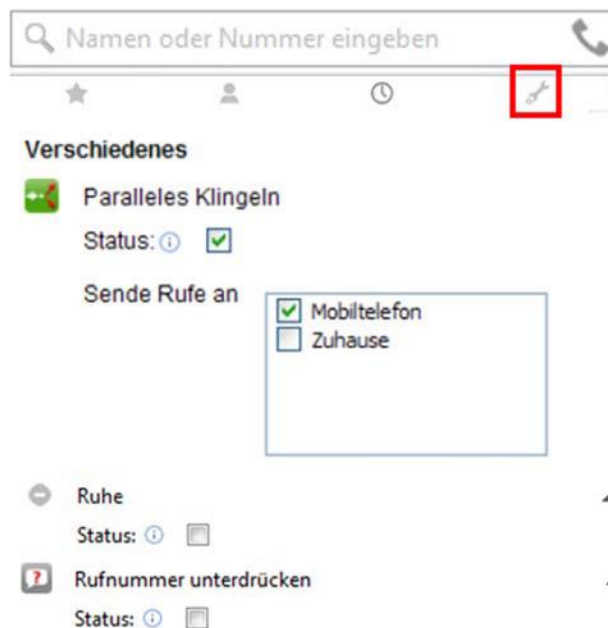 Namen oder Nummer eingeben
Verschiedenes
Paralleles Klingeln
Status:
Sende Rufe an
Mobiltelefon
Zuhause
Ruhe
Status:
Rufnummer unterdrücken
Status: